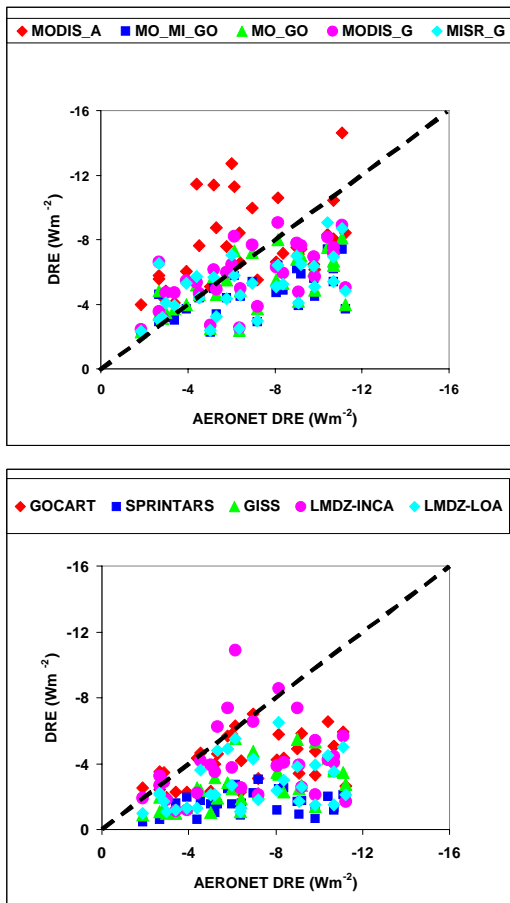 MODIS_A MO_MI_GO MO_GO MODIS_G MISR_G
-16
-12
-8
-4
0
DRE (Wm⁻²)
0 -4 -8 -12 -16
AERONET DRE (Wm⁻²)
GOCART SPRINTARS GISS LMDZ-INCA LMDZ-LOA
-16
-12
-8
-4
0
DRE (Wm⁻²)
0 -4 -8 -12 -16
AERONET DRE (Wm⁻²)